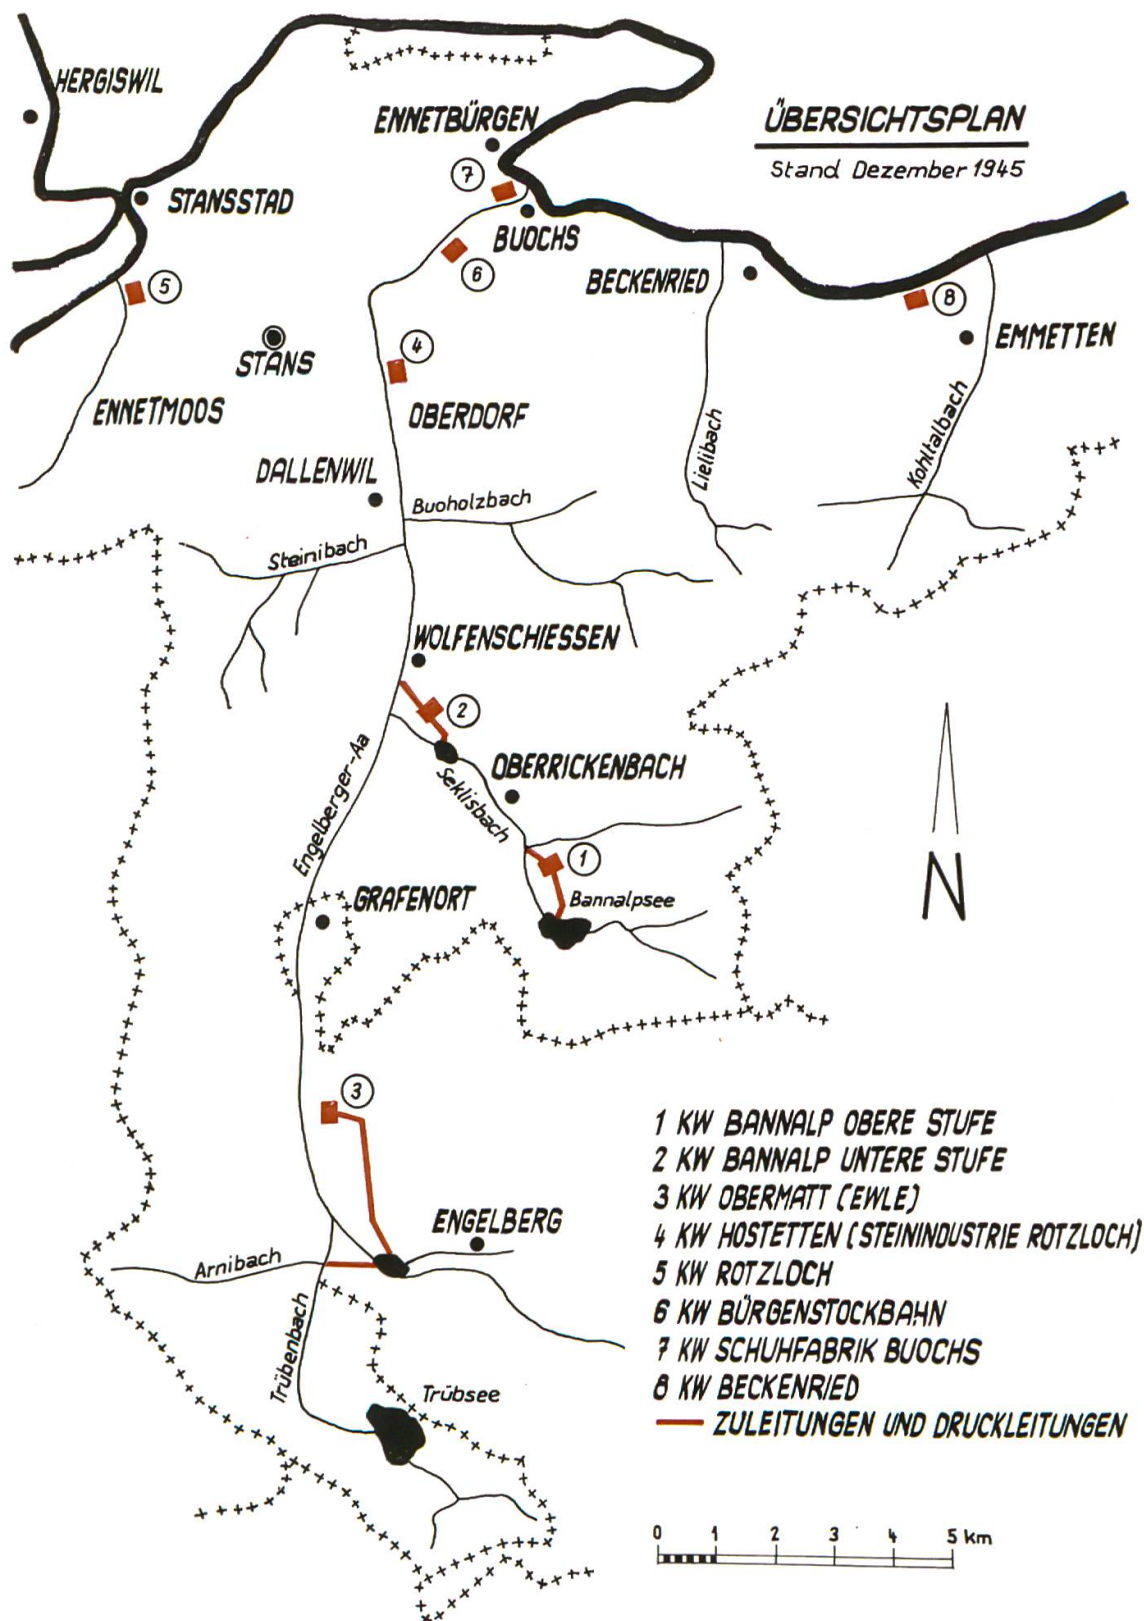 HERGISWIL
ENNETBÜRGEN
ÜBERSICHTSPLAN
Stand Dezember 1945
7
STANSSTAD
BUOCHS
6
BECKENRIED
5
8
EMMETTEN
STANS
4
ENNETMOOS
OBERDORF
Lielibach
Kohltalbach
DALLENWIL
Buoholzbach
Steinibach
WOLFENSCHIESSEN
2
OBERRICKENBACH
Seklisbach
Engelberger-Aa
1
Bannalpsee
GRAFENORT
N
3
ENGELBERG
Arnibach
Trübenbach
Trübsee
1 KW BANNALP OBERE STUFE
2 KW BANNALP UNTERE STUFE
3 KW OBERMATT (EWLE)
4 KW HOSTETTEN (STEININDUSTRIE ROTZLOCH)
5 KW ROTZLOCH
6 KW BÜRGENSTOCKBAHN
7 KW SCHUHFABRIK BUOCHS
8 KW BECKENRIED
ZULEITUNGEN UND DRUCKLEITUNGEN
0 1 2 3 4 5 Km